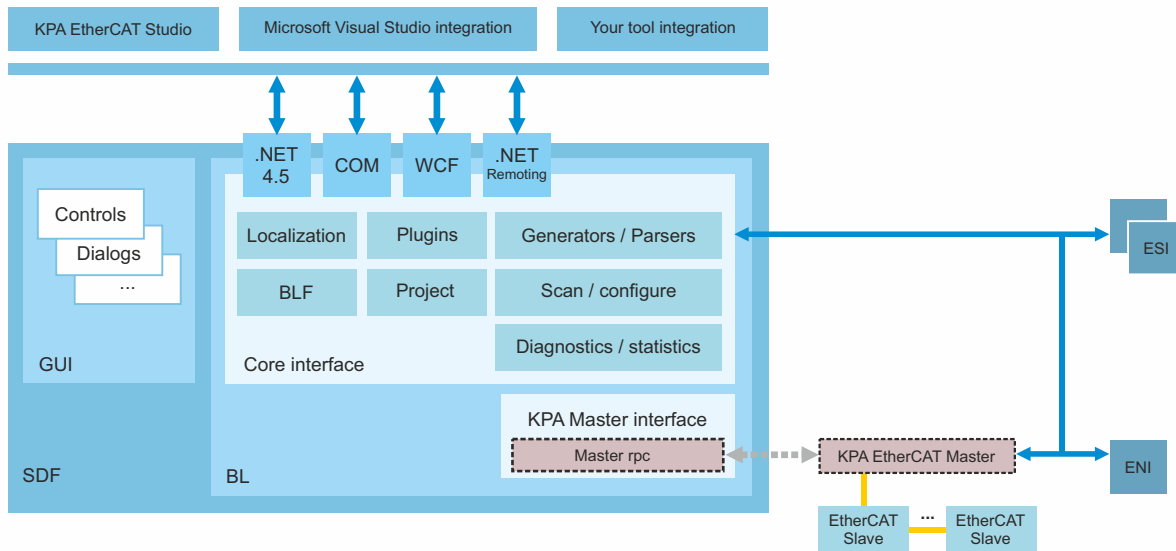 KPA EtherCAT Studio
Microsoft Visual Studio integration
Your tool integration
.NET
4.5
COM
WCF
.NET
Remoting
Controls
Dialogs
...
GUI
Localization
Plugins
Generators / Parsers
BLF
Project
Scan / configure
Diagnostics / statistics
Core interface
ESI
KPA Master interface
Master rpc
KPA EtherCAT Master
ENI
SDF
BL
EtherCAT
Slave
...
EtherCAT
Slave